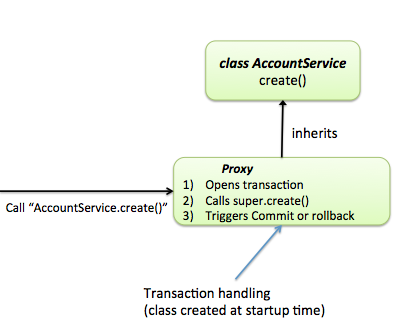 class AccountService
create()
inherits
Proxy
1) Opens transaction
2) Calls super.create()
3) Triggers Commit or rollback
Call “AccountService.create()”
Transaction handling
(class created at startup time)